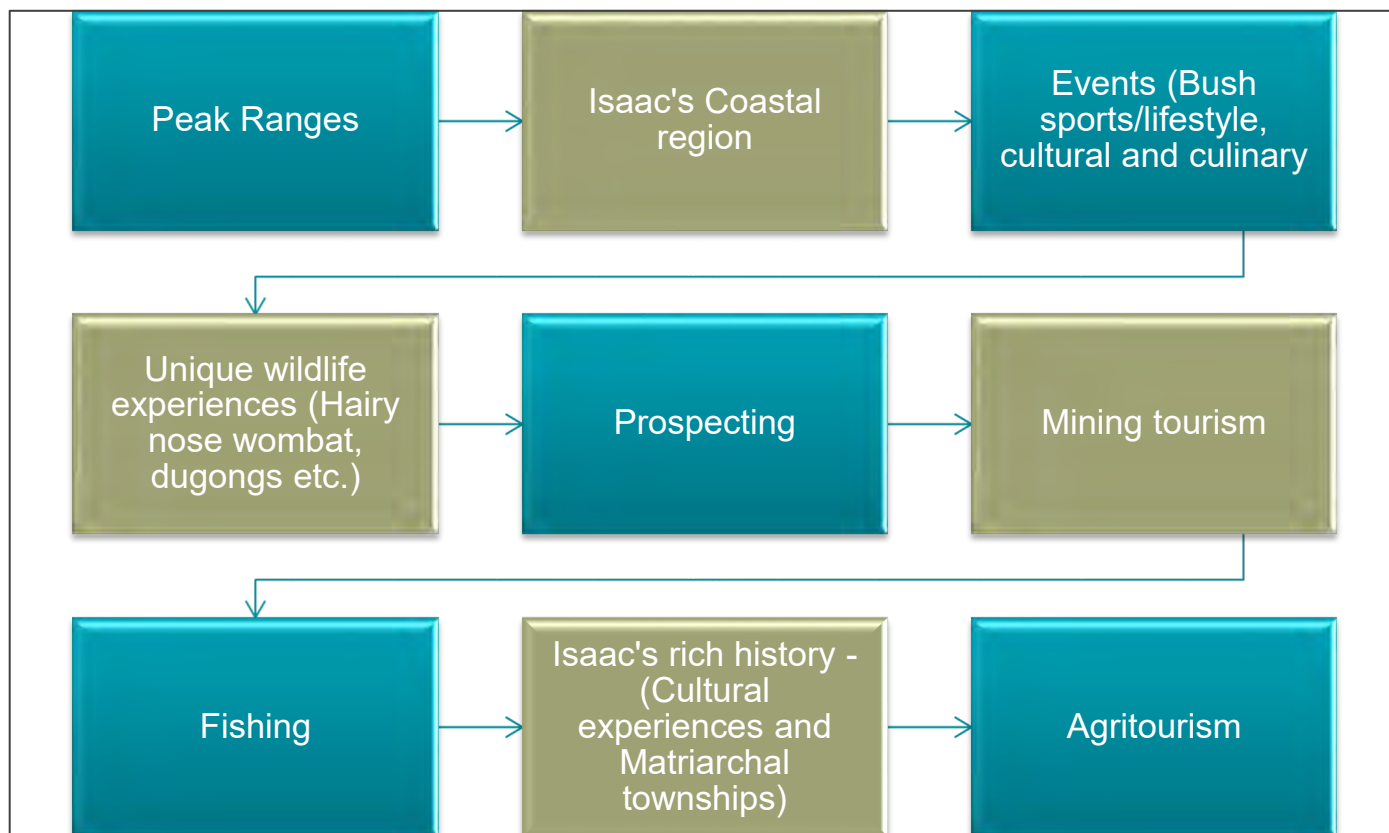 Peak Ranges
Isaac's Coastal
region
Events (Bush
sports/lifestyle,
cultural and culinary
Unique wildlife
experiences (Hairy
nose wombat,
dugongs etc.)
Prospecting
Mining tourism
Fishing
Isaac's rich history -
(Cultural
experiences and
Matriarchal
townships)
Agritourism